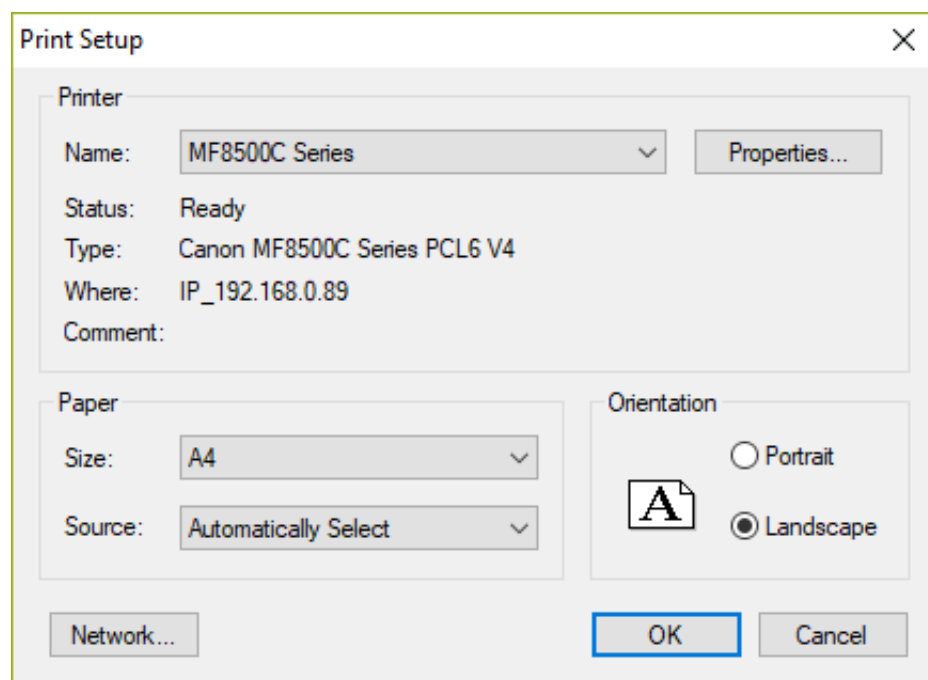 Print Setup
Printer
Name: MF8500C Series Properties...
Status: Ready
Type: Canon MF8500C Series PCL6 V4
Where: IP_192.168.0.89
Comment:
Paper
Size: A4
Source: Automatically Select
Orientation
A
Portrait
Landscape
Network... OK Cancel